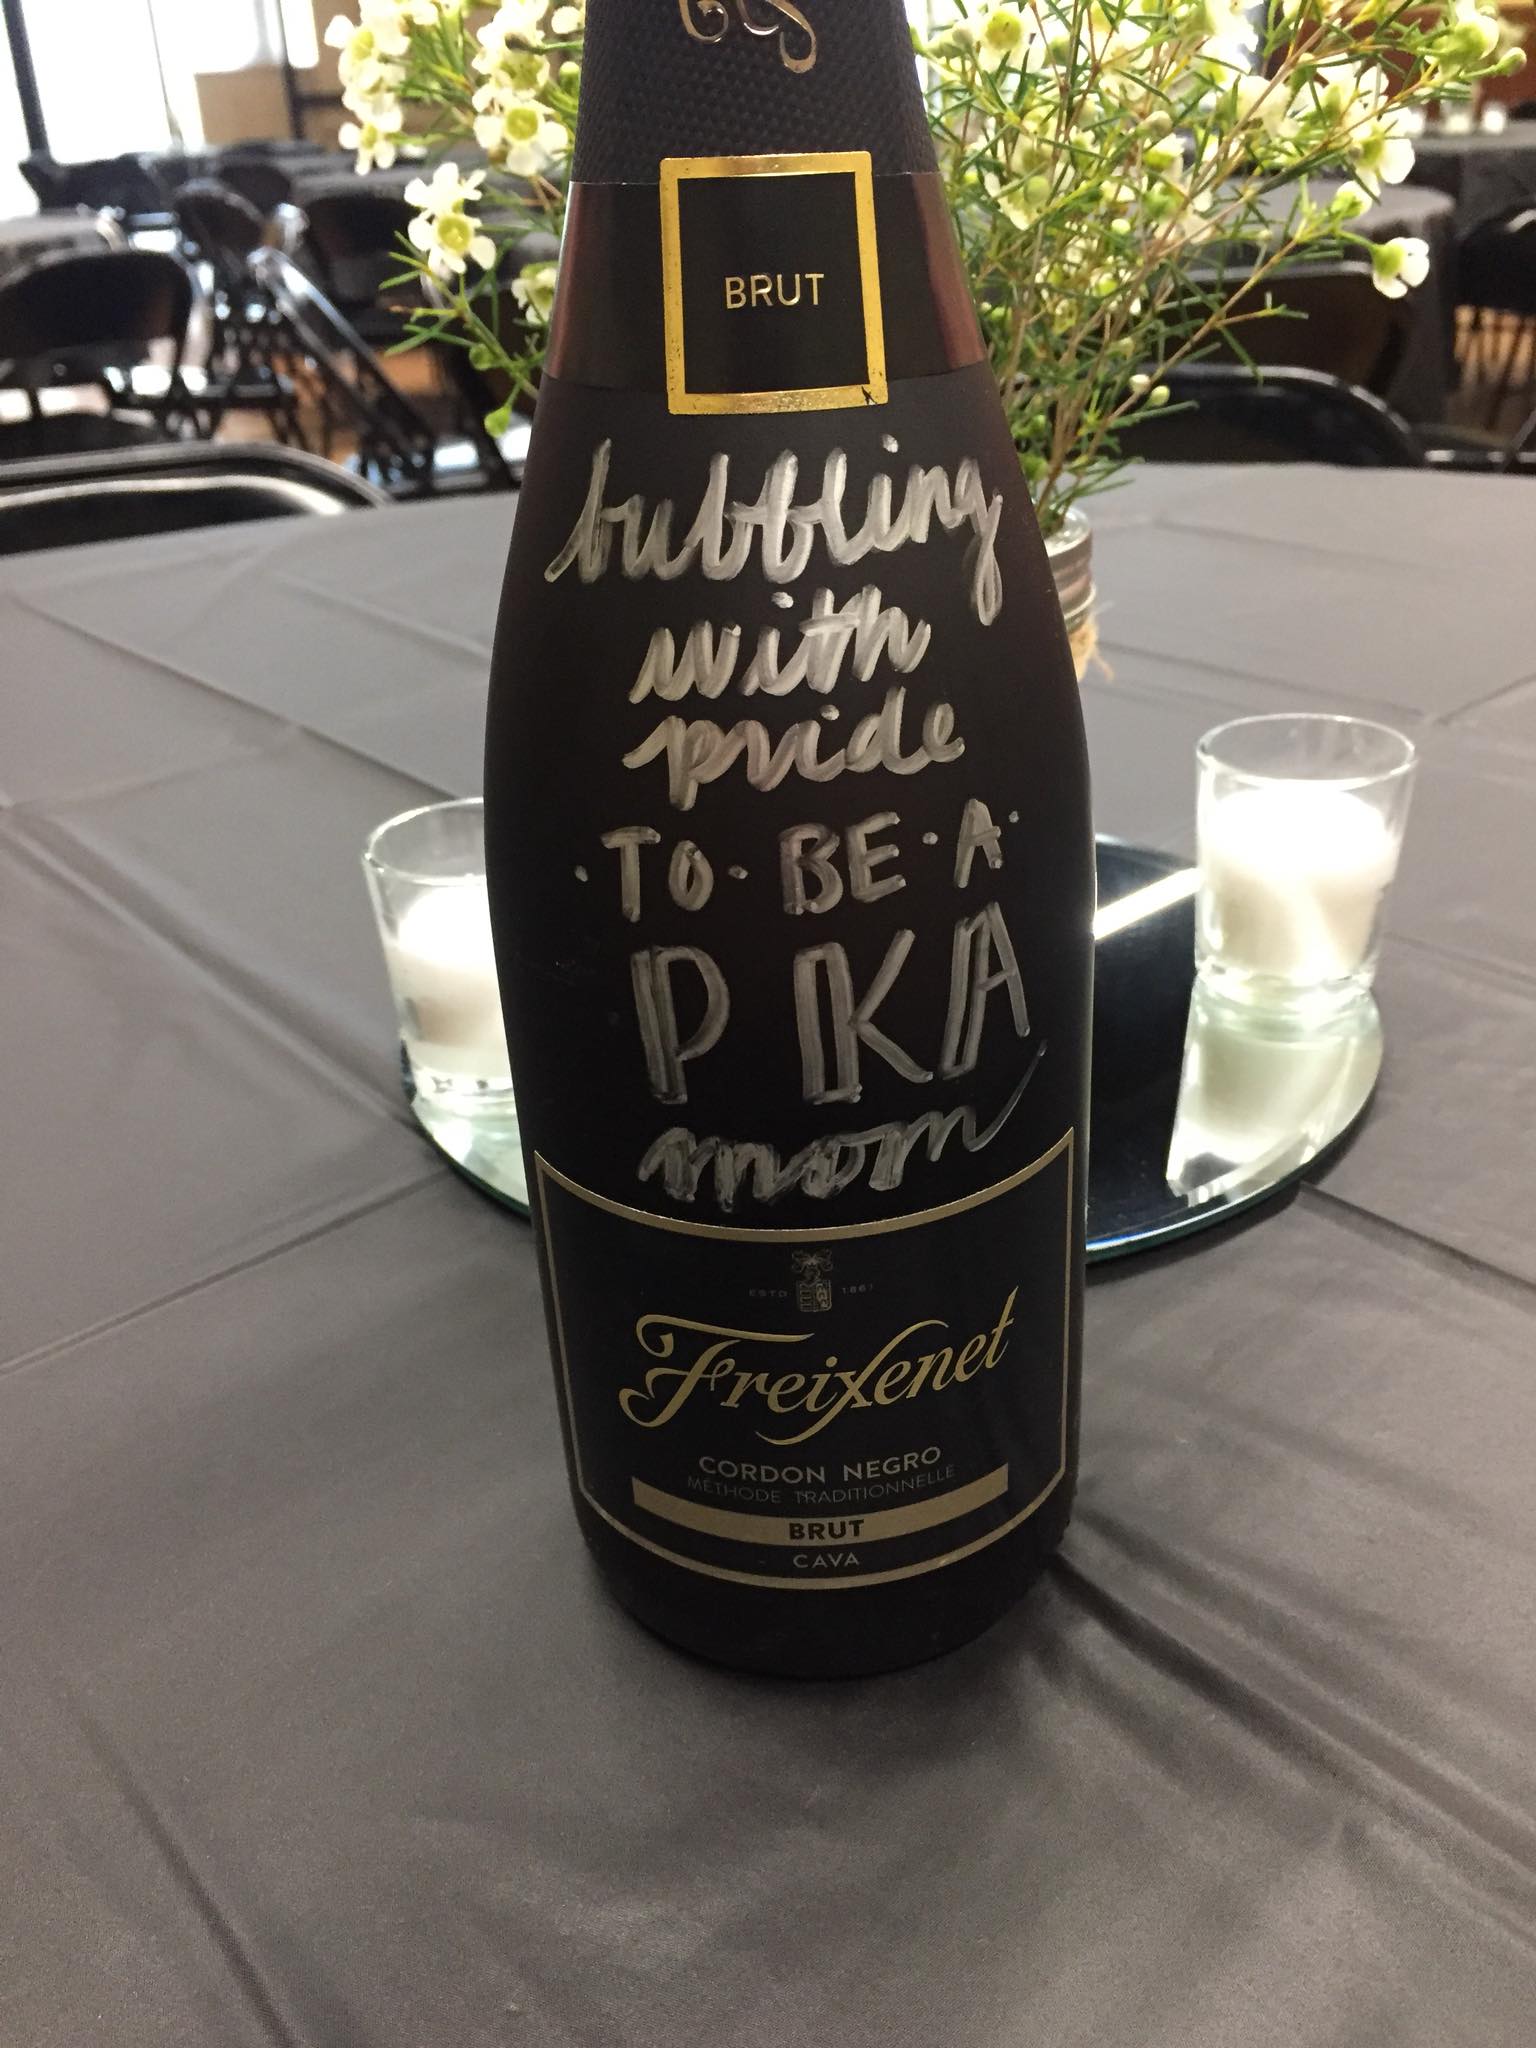 BRUT
bubbling
with
pride
·TO·BE·A·
PKA
mom
ESTD 1861
Freixenet
CORDON NEGRO
MÉTHODE TRADITIONNELLE
BRUT
CAVA